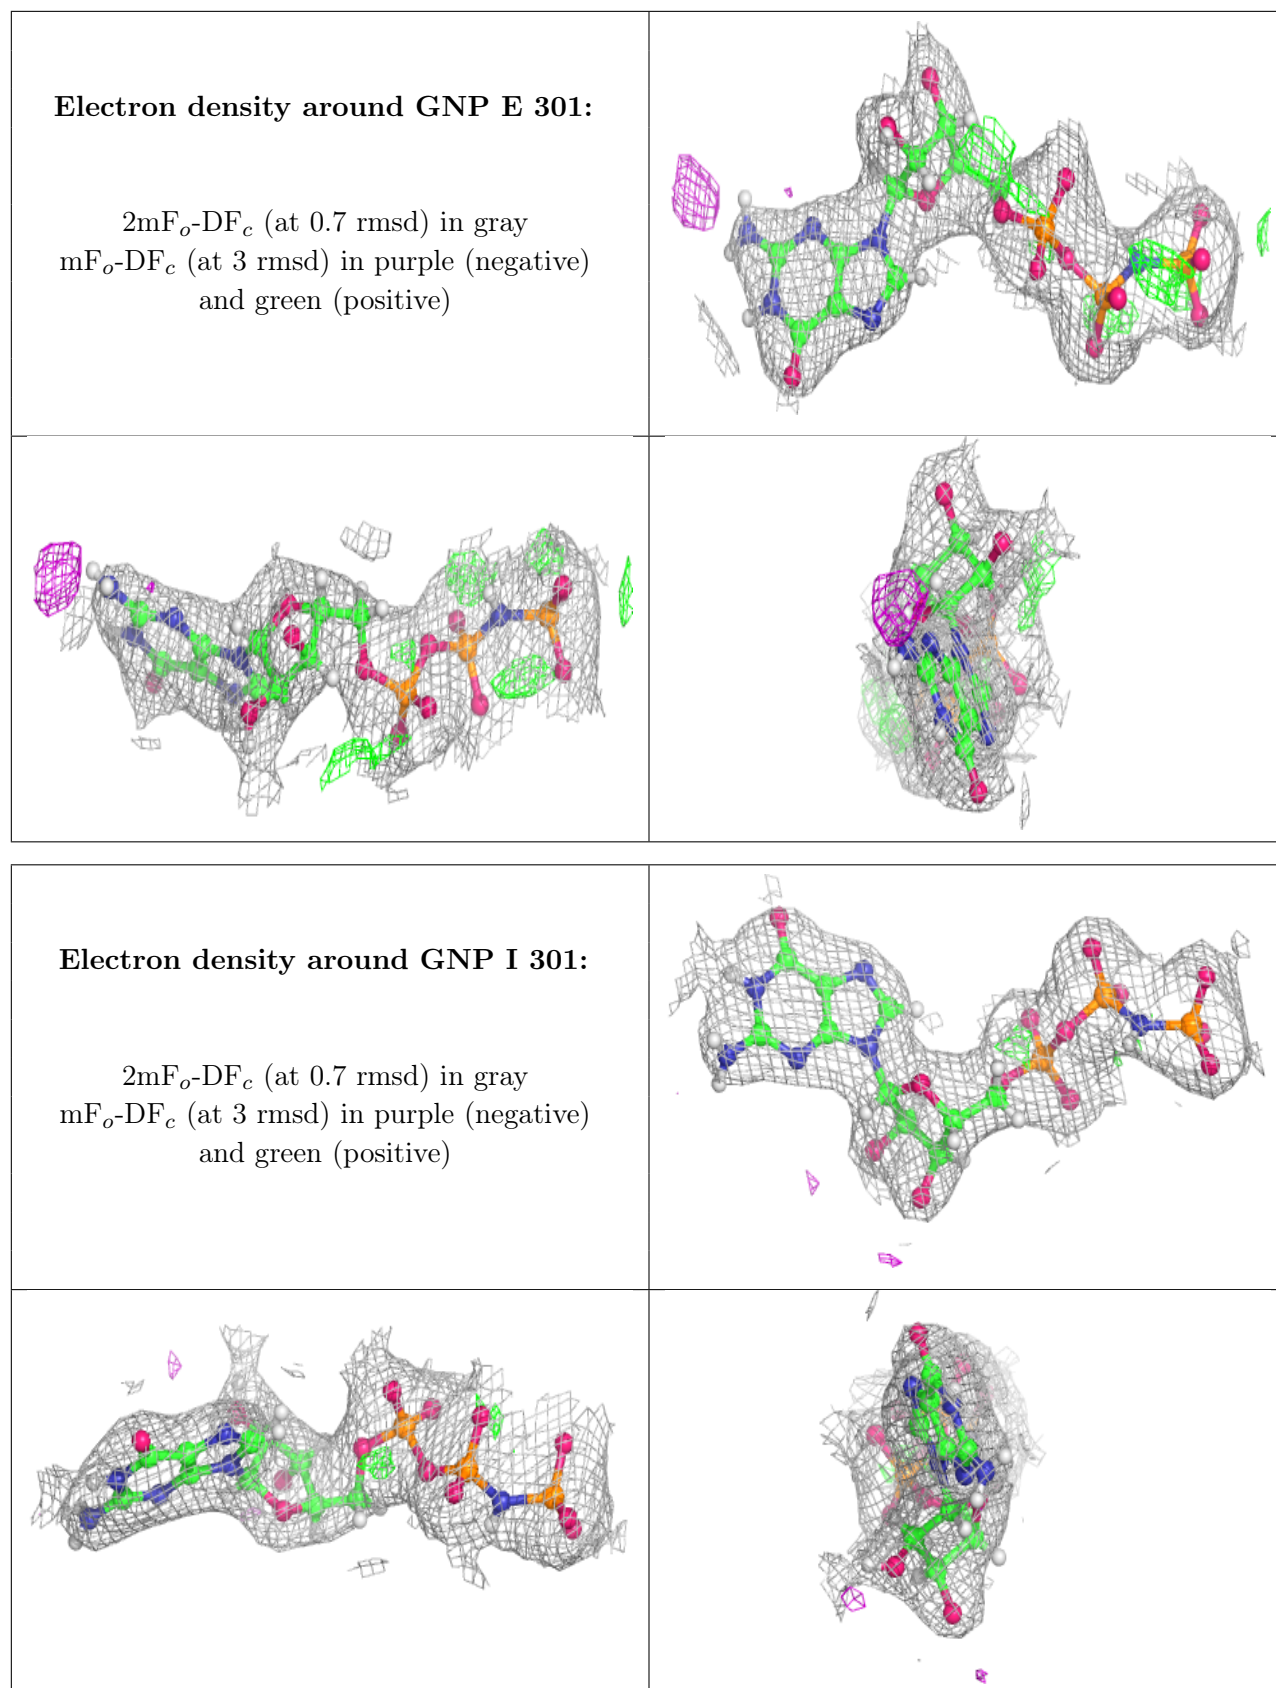 Electron density around GNP E 301:
2mFo-DFc (at 0.7 rmsd) in gray
mFo-DFc (at 3 rmsd) in purple (negative)
and green (positive)
Electron density around GNP I 301:
2mFo-DFc (at 0.7 rmsd) in gray
mFo-DFc (at 3 rmsd) in purple (negative)
and green (positive)